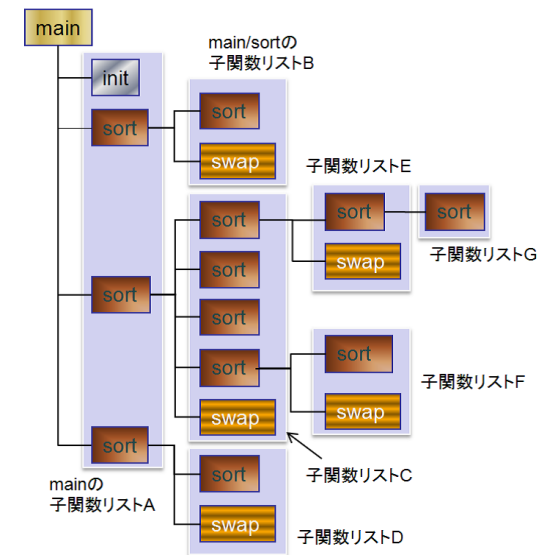 main
main/sortの
子関数リストB
init
sort
sort
swap
子関数リストE
sort
sort
sort
子関数リストG
swap
sort
sort
sort
sort
sort
swap
swap
子関数リストF
sort
sort
swap
mainの
子関数リストA
子関数リストC
子関数リストD